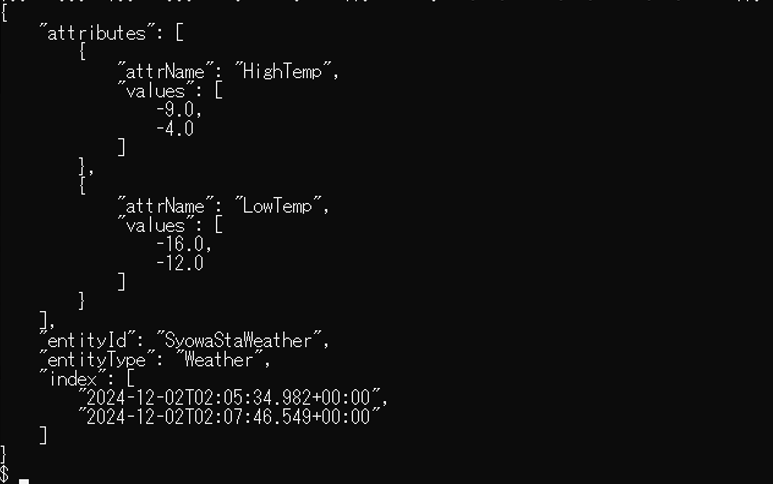 {
    "attributes": [
        {
            "attrName": "HighTemp",
            "values": [
                -9.0,
                -4.0
            ]
        },
        {
            "attrName": "LowTemp",
            "values": [
                -16.0,
                -12.0
            ]
        }
    ],
    "entityId": "SyowaStaWeather",
    "entityType": "Weather",
    "index": [
        "2024-12-02T02:05:34.982+00:00",
        "2024-12-02T02:07:46.549+00:00"
    ]
}
$